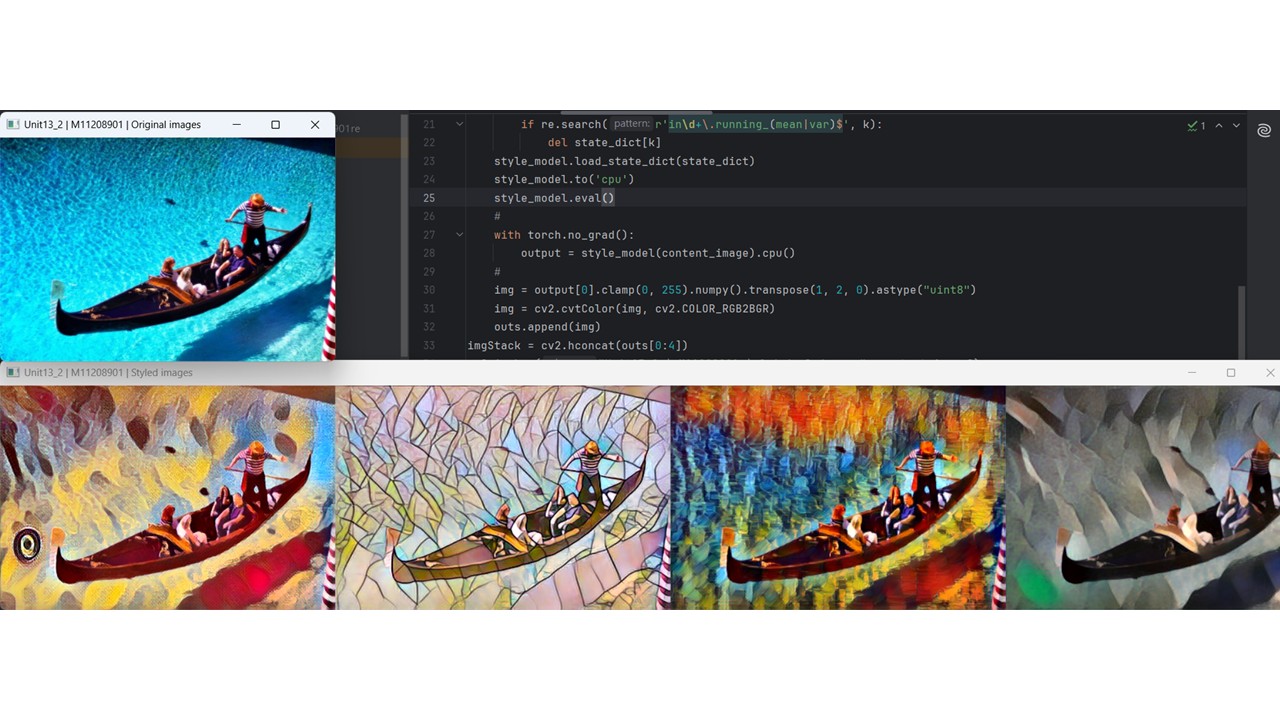 Unit13_2 | M11208901 | Original images
901re
21 if re.search( pattern: r'in\d+\.running_(mean|var)$', k):
1
22 del state_dict[k]
23 style_model.load_state_dict(state_dict)
24 style_model.to('cpu')
25 style_model.eval()
26 #
27 with torch.no_grad():
28 output = style_model(content_image).cpu()
29 #
30 img = output[0].clamp(0, 255).numpy().transpose(1, 2, 0).astype("uint8")
31 img = cv2.cvtColor(img, cv2.COLOR_RGB2BGR)
32 outs.append(img)
33 imgStack = cv2.hconcat(outs[0:4])
Unit13_2 | M11208901 | Styled images